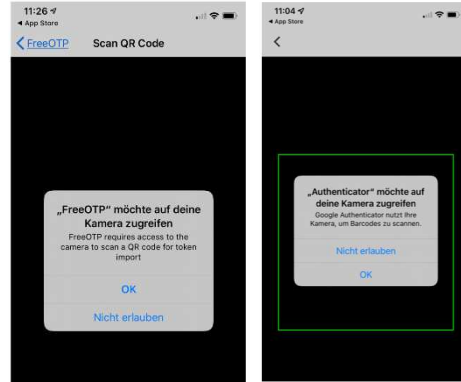 11:26
◀ App Store
FreeOTP
Scan QR Code
„FreeOTP“ möchte auf deine
Kamera zugreifen
FreeOTP requires access to the
camera to scan a QR code for token
import
OK
Nicht erlauben
11:04
◀ App Store
„Authenticator“ möchte auf
deine Kamera zugreifen
Google Authenticator nutzt Ihre
Kamera, um Barcodes zu scannen.
Nicht erlauben
OK